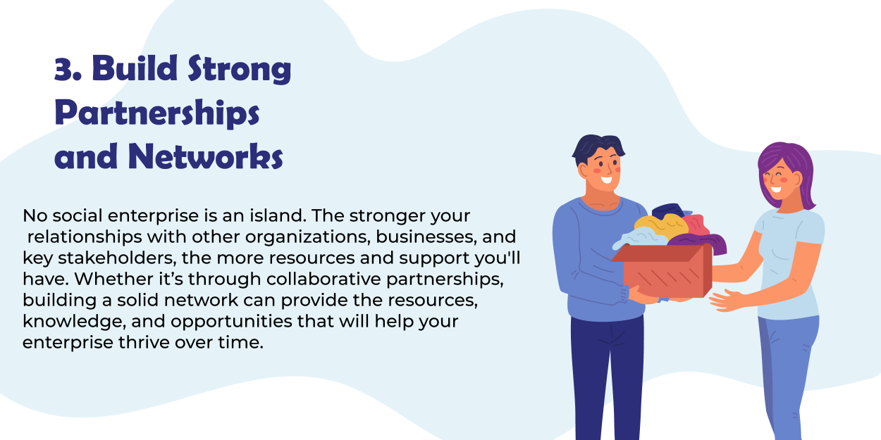 3. Build Strong
Partnerships
and Networks
No social enterprise is an island. The stronger your
relationships with other organizations, businesses, and
key stakeholders, the more resources and support you'll
have. Whether it’s through collaborative partnerships,
building a solid network can provide the resources,
knowledge, and opportunities that will help your
enterprise thrive over time.